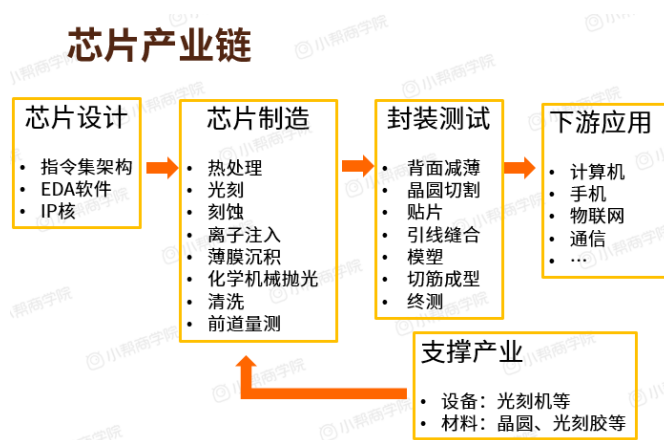 芯片产业链
芯片设计
• 指令集架构
• EDA软件
• IP核
芯片制造
• 热处理
• 光刻
• 刻蚀
• 离子注入
• 薄膜沉积
• 化学机械抛光
• 清洗
• 前道量测
封装测试
• 背面减薄
• 晶圆切割
• 贴片
• 引线缝合
• 模塑
• 切筋成型
• 终测
下游应用
• 计算机
• 手机
• 物联网
• 通信
• …
支撑产业
• 设备：光刻机等
• 材料：晶圆、光刻胶等
小帮商学院